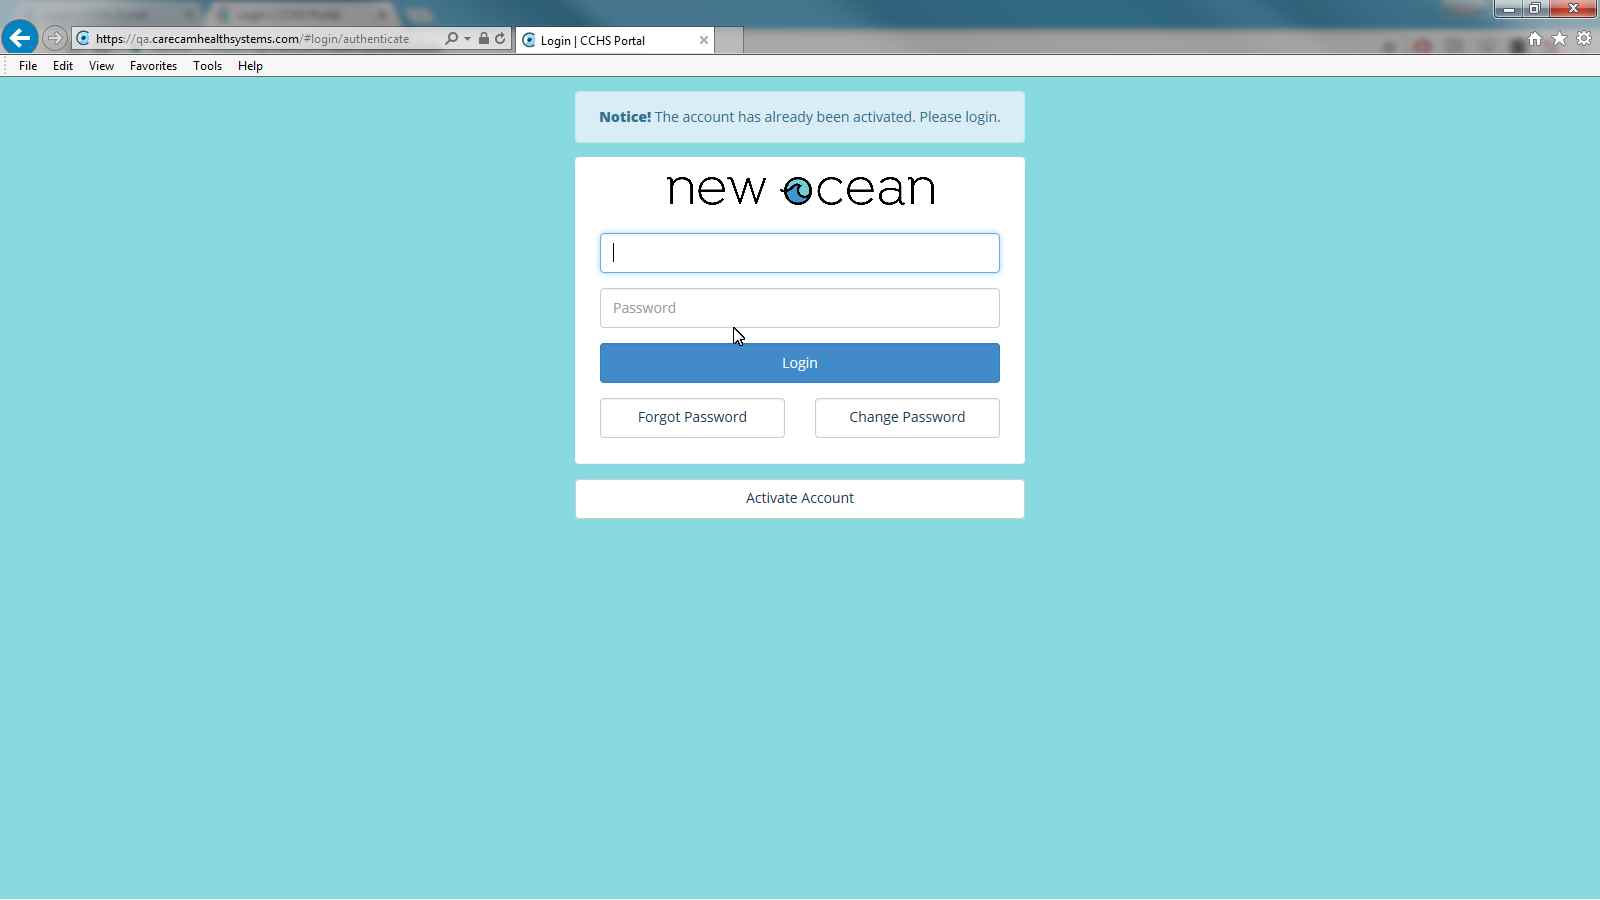 https://qa.carecamhealthsystems.com/#login/authenticate
Login | CCHS Portal
File Edit View Favorites Tools Help
Notice! The account has already been activated. Please login.
new ocean
Password
Login
Forgot Password Change Password
Activate Account